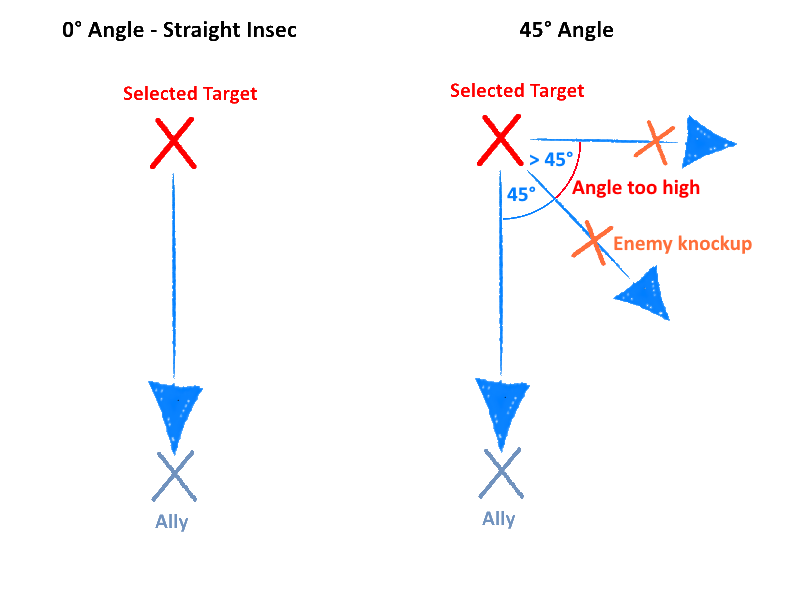 0° Angle - Straight Insec
45° Angle
Selected Target
Selected Target
> 45°
Angle too high
45°
Enemy knockup
Ally
Ally